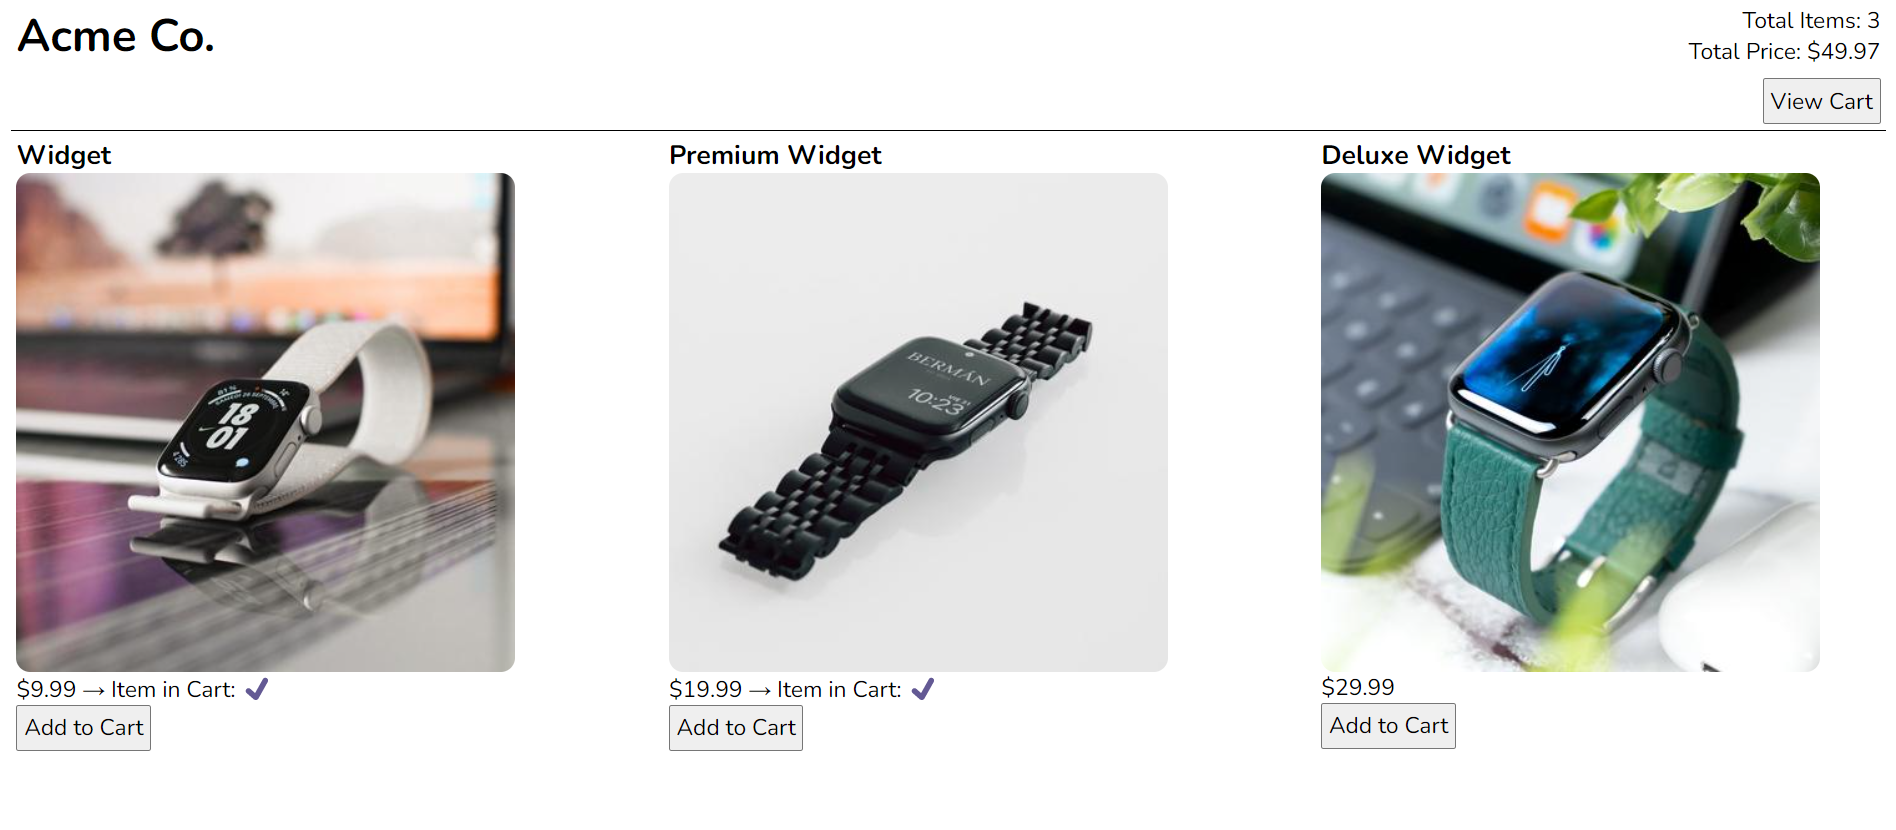 Acme Co.
Total Items: 3
Total Price: $49.97
View Cart
Widget
Premium Widget
Deluxe Widget
18
01
BERMÁN
10:23
$9.99 → Item in Cart: ✔
$19.99 → Item in Cart: ✔
$29.99
Add to Cart
Add to Cart
Add to Cart